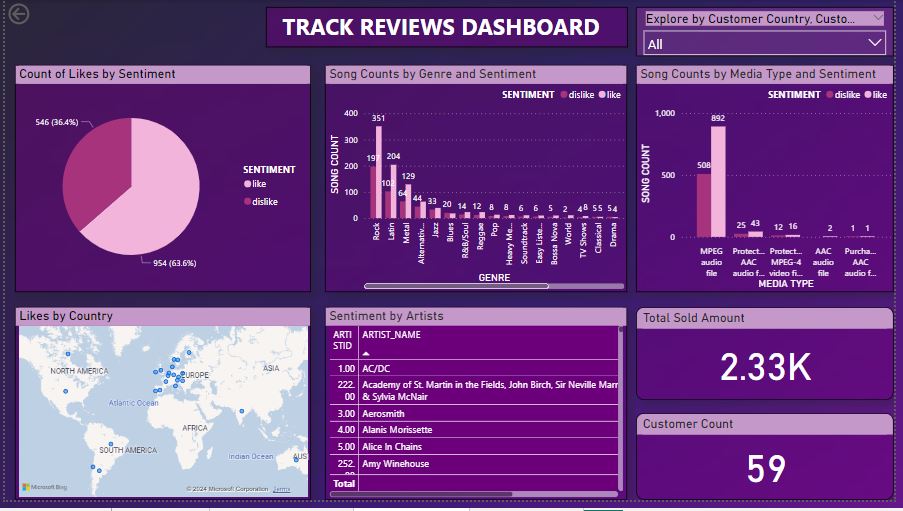 TRACK REVIEWS DASHBOARD
Explore by Customer Country, Custo...
All
Count of Likes by Sentiment
546 (36.4%)
954 (63.6%)
SENTIMENT
like
dislike
Song Counts by Genre and Sentiment
SENTIMENT dislike like
SONG COUNT
400
300
200
100
0
197 351
102 204
64 129
44
33
20
14
12
8
8
6
6
5
2
4 8
5 5
5 4
Rock
Latin
Metal
Alternativ...
Jazz
Blues
R&B/Soul
Reggae
Pop
Heavy Me...
Soundtrack
Easy Liste...
Bossa Nova
World
TV Shows
Classical
Drama
GENRE
Song Counts by Media Type and Sentiment
SENTIMENT dislike like
SONG COUNT
1,000
500
0
508 892
25 43
12 16
2
1 1
MPEG audio file
Protect... AAC audio f...
Protect... MPEG-4 video fi...
AAC audio file
Purcha... AAC audio f...
MEDIA TYPE
Likes by Country
NORTH AMERICA
EUROPE
ASIA
Atlantic Ocean
AFRICA
SOUTH AMERICA
Indian Ocean
AUS
Microsoft Bing
© 2024 Microsoft Corporation Terms
Sentiment by Artists
ARTI
STID
ARTIST_NAME
1.00 AC/DC
222.
00
Academy of St. Martin in the Fields, John Birch, Sir Neville Marr
& Sylvia McNair
3.00 Aerosmith
4.00 Alanis Morissette
5.00 Alice In Chains
252. Amy Winehouse
Total
Total Sold Amount
2.33K
Customer Count
59